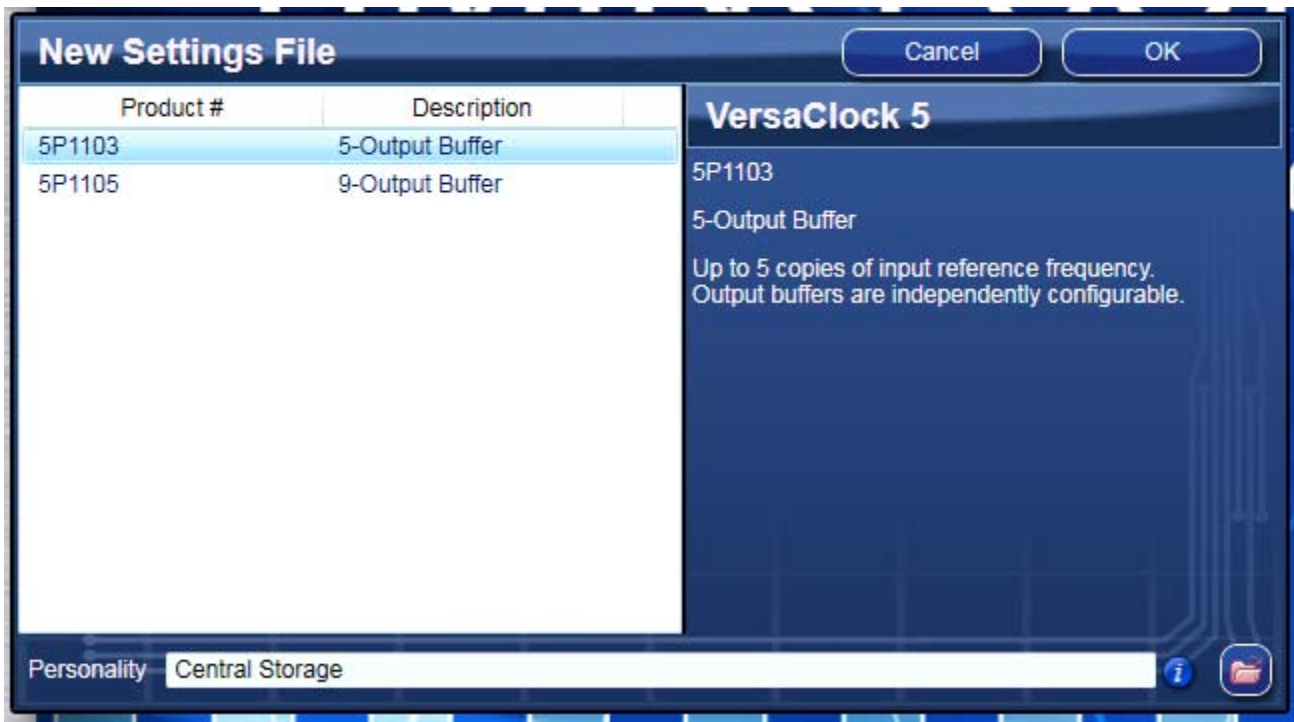 New Settings File
Cancel
OK
Product # Description
5P1103 5-Output Buffer
5P1105 9-Output Buffer
VersaClock 5
5P1103
5-Output Buffer
Up to 5 copies of input reference frequency.
Output buffers are independently configurable.
Personality Central Storage
i